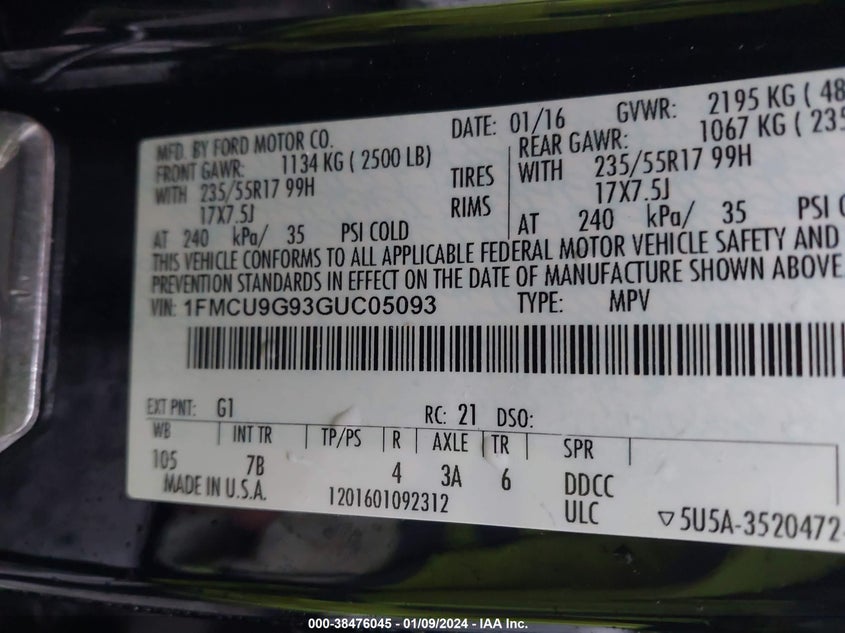 MFD. BY FORD MOTOR CO.
DATE: 01/16 GVWR: 2195 KG ( 48
FRONT GAWR: 1134 KG ( 2500 LB) REAR GAWR: 1067 KG ( 235
WITH 235/55R17 99H TIRES WITH 235/55R17 99H
17X7.5J RIMS 17X7.5J
AT 240 kPa/ 35 PSI COLD AT 240 kPa/ 35 PSI C
THIS VEHICLE CONFORMS TO ALL APPLICABLE FEDERAL MOTOR VEHICLE SAFETY AND
PREVENTION STANDARDS IN EFFECT ON THE DATE OF MANUFACTURE SHOWN ABOVE.
VIN: 1FMCU9G93GUC05093 TYPE: MPV
EXT PNT: G1 RC: 21 DSO:
WB INT TR TP/PS R AXLE TR SPR
105 7B 4 3A 6 DDCC
MADE IN U.S.A. 1201601092312 ULC ▽5U5A-3520472-
000-38476045 - 01/09/2024 - IAA Inc.